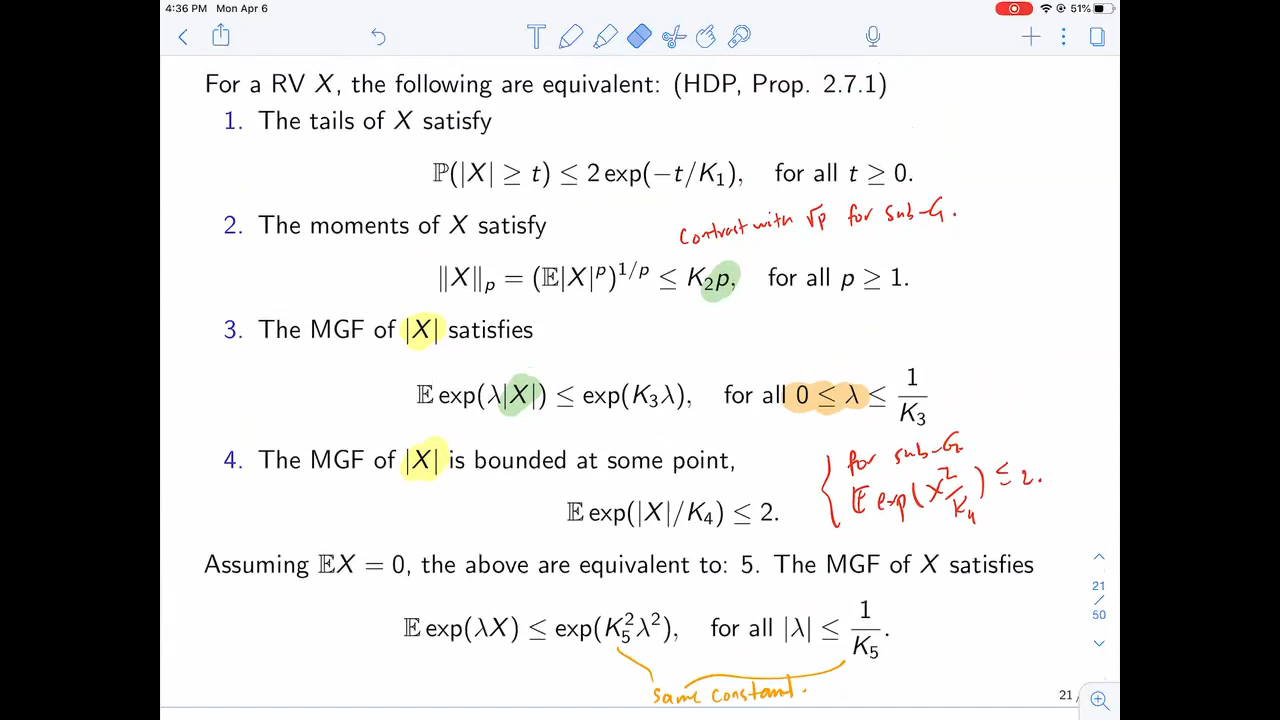 4:36 PM Mon Apr 6
51%
T
For a RV X, the following are equivalent: (HDP, Prop. 2.7.1)
1. The tails of X satisfy
ℙ(|X| ≥ t) ≤ 2 exp(−t/K₁), for all t ≥ 0.
2. The moments of X satisfy
Contrast with √p for sub-G.
‖X‖ₚ = (𝔼|X|ᵖ)^{1/p} ≤ K₂p, for all p ≥ 1.
3. The MGF of |X| satisfies
𝔼 exp(λ|X|) ≤ exp(K₃λ), for all 0 ≤ λ ≤ 1/K₃
4. The MGF of |X| is bounded at some point,
for sub-G
𝔼 exp(X²/K₄) ≤ 2.
𝔼 exp(|X|/K₄) ≤ 2.
Assuming 𝔼X = 0, the above are equivalent to: 5. The MGF of X satisfies
𝔼 exp(λX) ≤ exp(K₅²λ²), for all |λ| ≤ 1/K₅.
same constant.
21 / 50
21 /